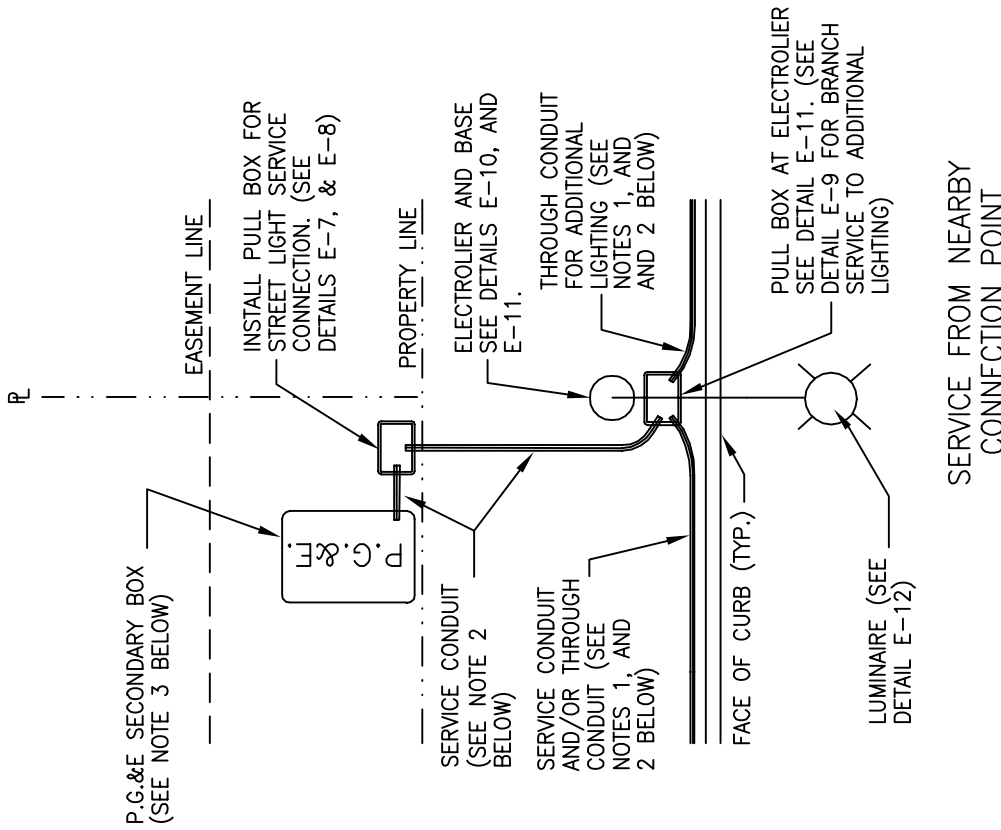 PL
P.G.&E SECONDARY BOX
(SEE NOTE 3 BELOW)
EASEMENT LINE
INSTALL PULL BOX FOR
STREET LIGHT SERVICE
CONNECTION. (SEE
DETAILS E-7, & E-8)
P.G.&E.
PROPERTY LINE
SERVICE CONDUIT
(SEE NOTE 2
BELOW)
ELECTROLIER AND BASE
SEE DETAILS E-10, AND
E-11.
SERVICE CONDUIT
AND/OR THROUGH
CONDUIT (SEE
NOTES 1, AND
2 BELOW)
THROUGH CONDUIT
FOR ADDITIONAL
LIGHTING (SEE
NOTES 1, AND
AND 2 BELOW)
FACE OF CURB (TYP.)
PULL BOX AT ELECTROLIER
SEE DETAIL E-11. (SEE
DETAIL E-9 FOR BRANCH
SERVICE TO ADDITIONAL
LIGHTING)
LUMINAIRE (SEE
DETAIL E-12)
SERVICE FROM NEARBY
CONNECTION POINT